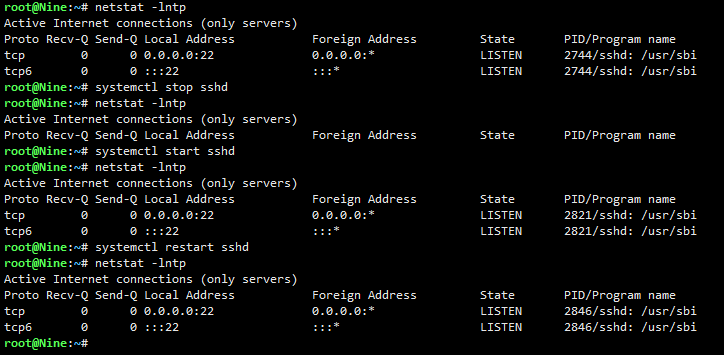 root@Nine:~# netstat -lntp
Active Internet connections (only servers)
Proto Recv-Q Send-Q Local Address           Foreign Address         State       PID/Program name
tcp        0      0 0.0.0.0:22              0.0.0.0:*               LISTEN      2744/sshd: /usr/sbi
tcp6       0      0 :::22                   :::*                    LISTEN      2744/sshd: /usr/sbi
root@Nine:~# systemctl stop sshd
root@Nine:~# netstat -lntp
Active Internet connections (only servers)
Proto Recv-Q Send-Q Local Address           Foreign Address         State       PID/Program name
root@Nine:~# systemctl start sshd
root@Nine:~# netstat -lntp
Active Internet connections (only servers)
Proto Recv-Q Send-Q Local Address           Foreign Address         State       PID/Program name
tcp        0      0 0.0.0.0:22              0.0.0.0:*               LISTEN      2821/sshd: /usr/sbi
tcp6       0      0 :::22                   :::*                    LISTEN      2821/sshd: /usr/sbi
root@Nine:~# systemctl restart sshd
root@Nine:~# netstat -lntp
Active Internet connections (only servers)
Proto Recv-Q Send-Q Local Address           Foreign Address         State       PID/Program name
tcp        0      0 0.0.0.0:22              0.0.0.0:*               LISTEN      2846/sshd: /usr/sbi
tcp6       0      0 :::22                   :::*                    LISTEN      2846/sshd: /usr/sbi
root@Nine:~#